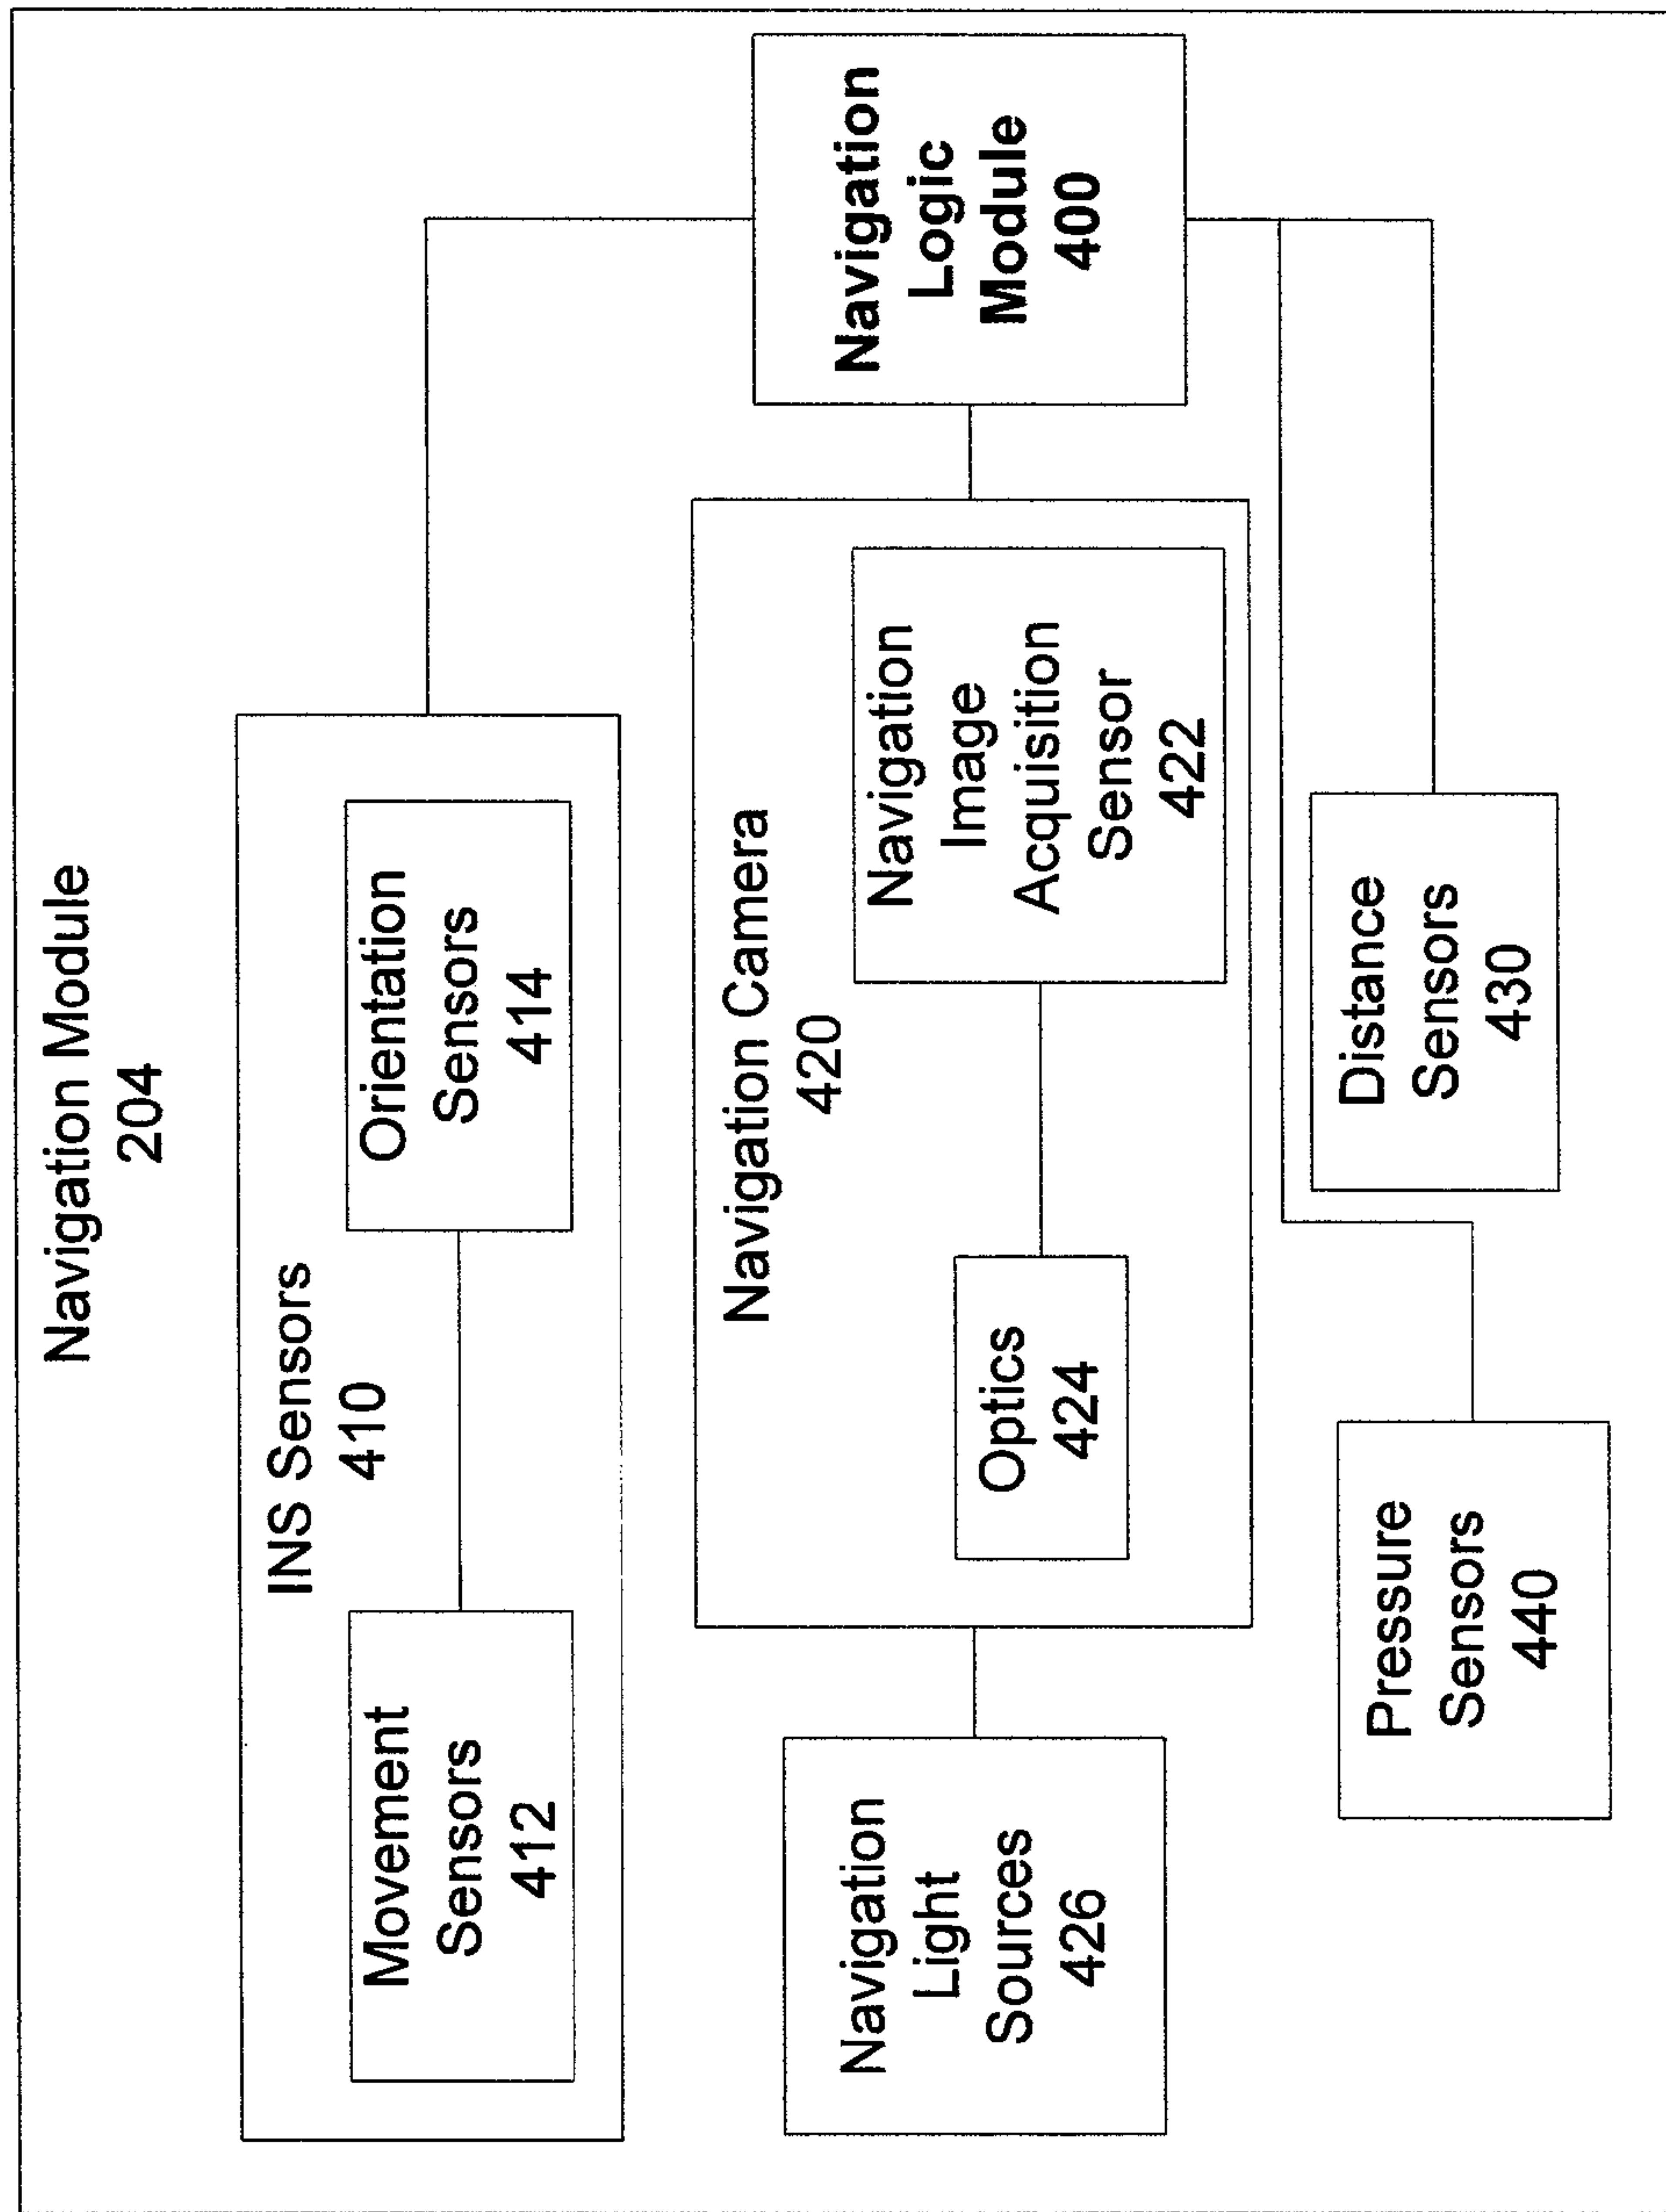 Navigation Module
204
INS Sensors
410
Movement
Sensors
412
Orientation
Sensors
414
Navigation Camera
420
Navigation
Light
Sources
426
Optics
424
Navigation
Image
Acquisition
Sensor
422
Navigation
Logic
Module
400
Pressure
Sensors
440
Distance
Sensors
430